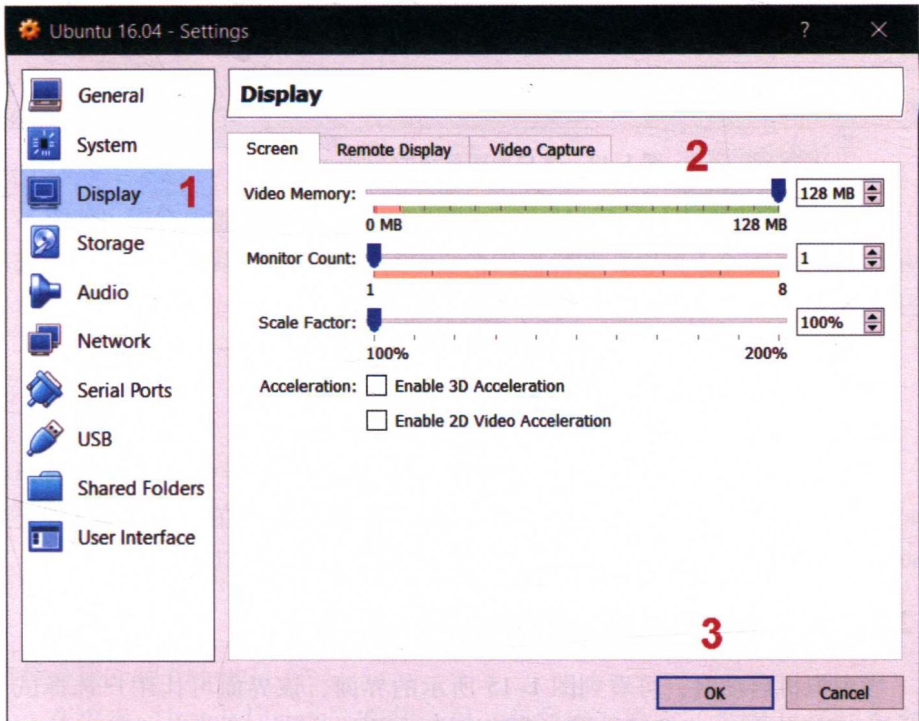 Ubuntu 16.04 - Settings
?
General
System
Display 1
Storage
Audio
Network
Serial Ports
USB
Shared Folders
User Interface
Display
Screen Remote Display Video Capture
2
Video Memory: 128 MB
0 MB 128 MB
Monitor Count: 1
1 8
Scale Factor: 100%
100% 200%
Acceleration: Enable 3D Acceleration
Enable 2D Video Acceleration
3
OK Cancel